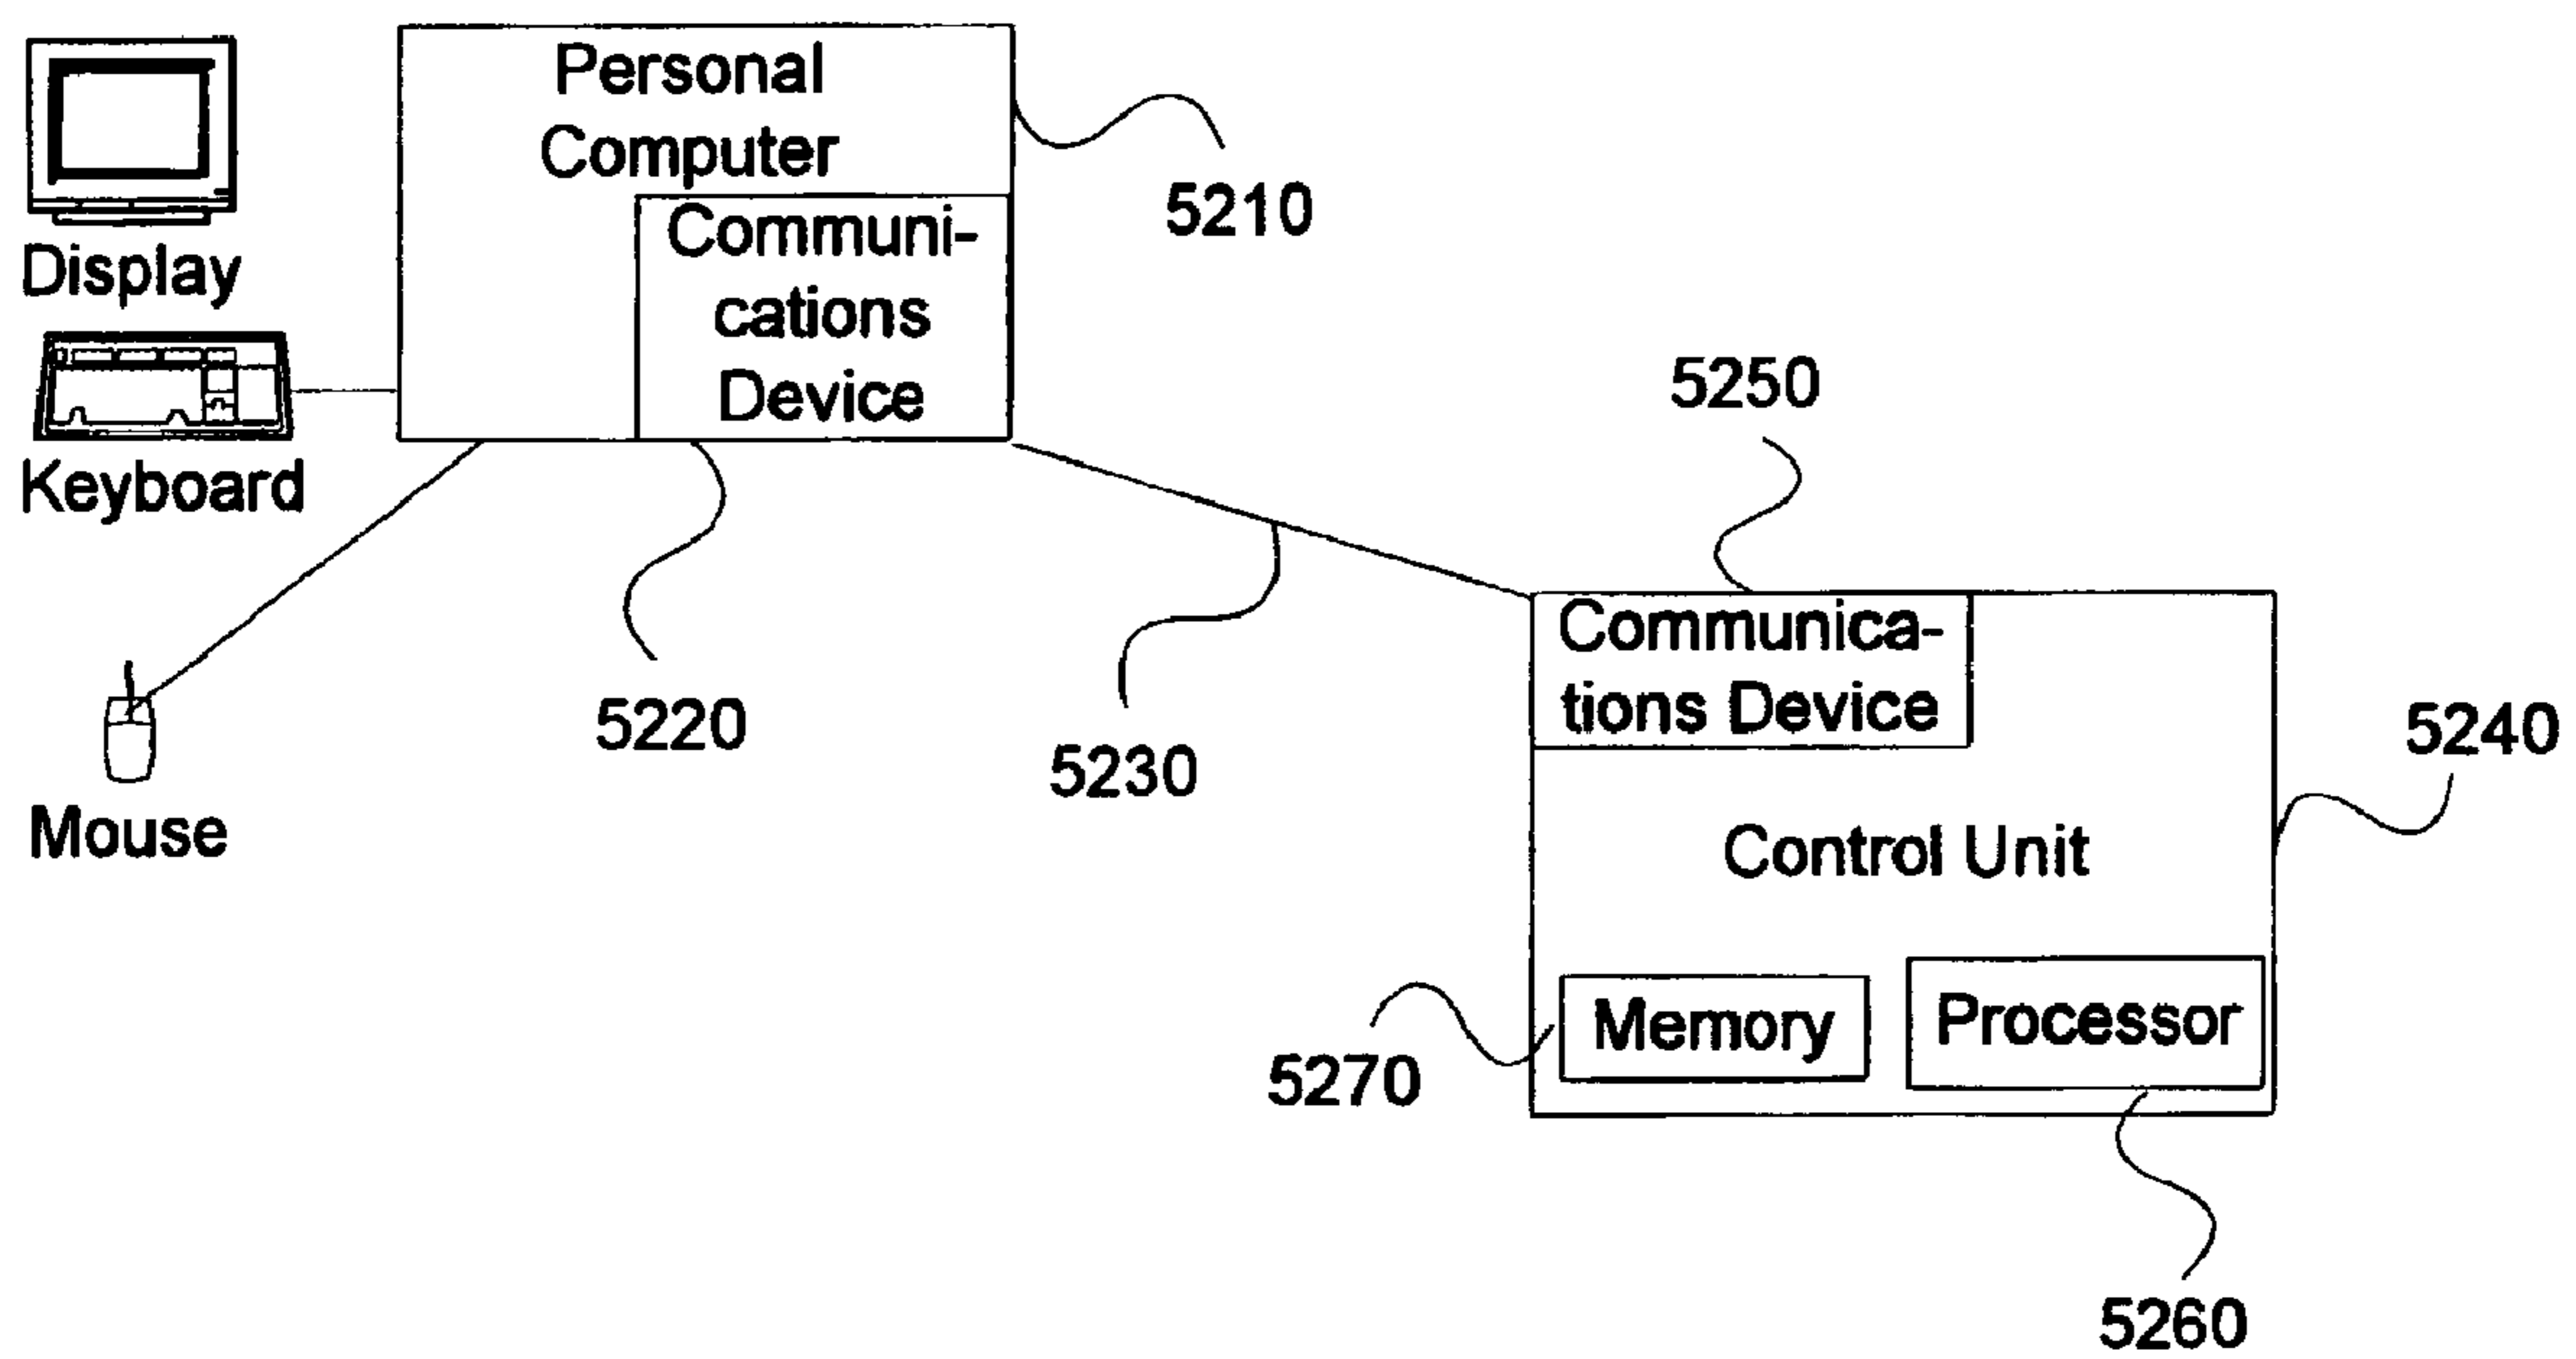 Personal
Computer
Communi-
cations
Device
5210
Display
Keyboard
Mouse
5220
5230
5250
Communica-
tions Device
5240
Control Unit
Memory
Processor
5270
5260